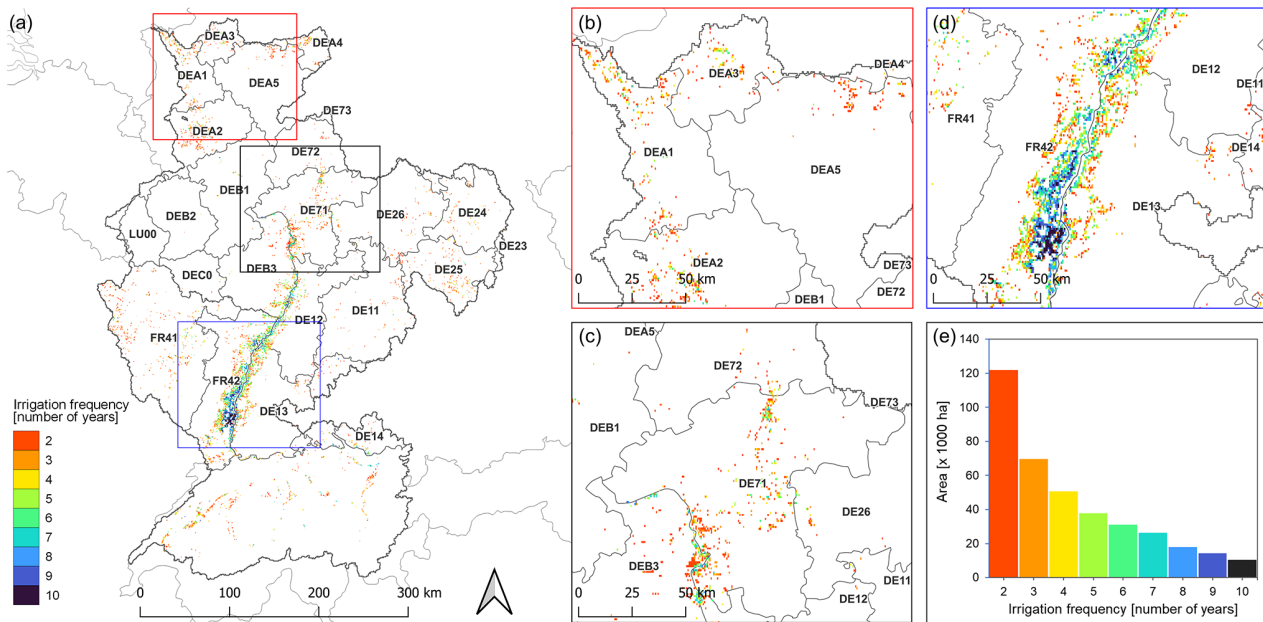 (a)
DEA3
DEA4
DEA1
DEA5
DEA2
DE73
DE72
DEB1
DEB2
DE71
DE26
DE24
LU00
DE23
DEC0
DEB3
DE25
DE12
DE11
FR41
FR42
DE13
DE14
Irrigation frequency
[number of years]
2
3
4
5
6
7
8
9
10
0 100 200 300 km
(b)
DEA4
DEA3
DEA1
DEA5
DEA2
DE73
DEB1
DE72
0 25 50 km
(c)
DEA5
DE72
DE73
DEB1
DE71
DE26
DEB3
DE11
DE12
0 25 50 km
(d)
DE12
DE11
FR41
FR42
DE14
DE13
0 25 50 km
(e)
Area [x 1000 ha]
140
120
100
80
60
40
20
0
2 3 4 5 6 7 8 9 10
Irrigation frequency [number of years]